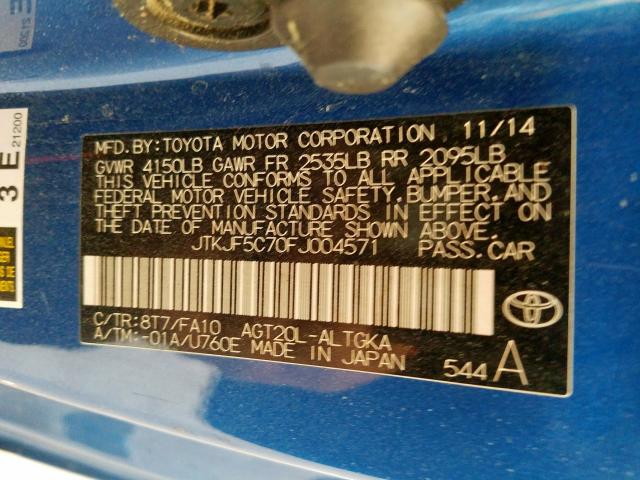 MFD.BY:TOYOTA MOTOR CORPORATION 11/14
GVWR 4150LB GAWR FR 2535LB RR 2095LB
THIS VEHICLE CONFORMS TO ALL APPLICABLE
FEDERAL MOTOR VEHICLE SAFETY,BUMPER,AND
THEFT PREVENTION STANDARDS IN EFFECT ON
THE DATE OF MANUFACTURE SHOWN ABOVE.
JTKJF5C70FJ004571 PASS.CAR
C/TR:8T7/FA10 AGT20L-ALTGKA
A/TM:-01A/U760E MADE IN JAPAN
544 A
3 E
21200